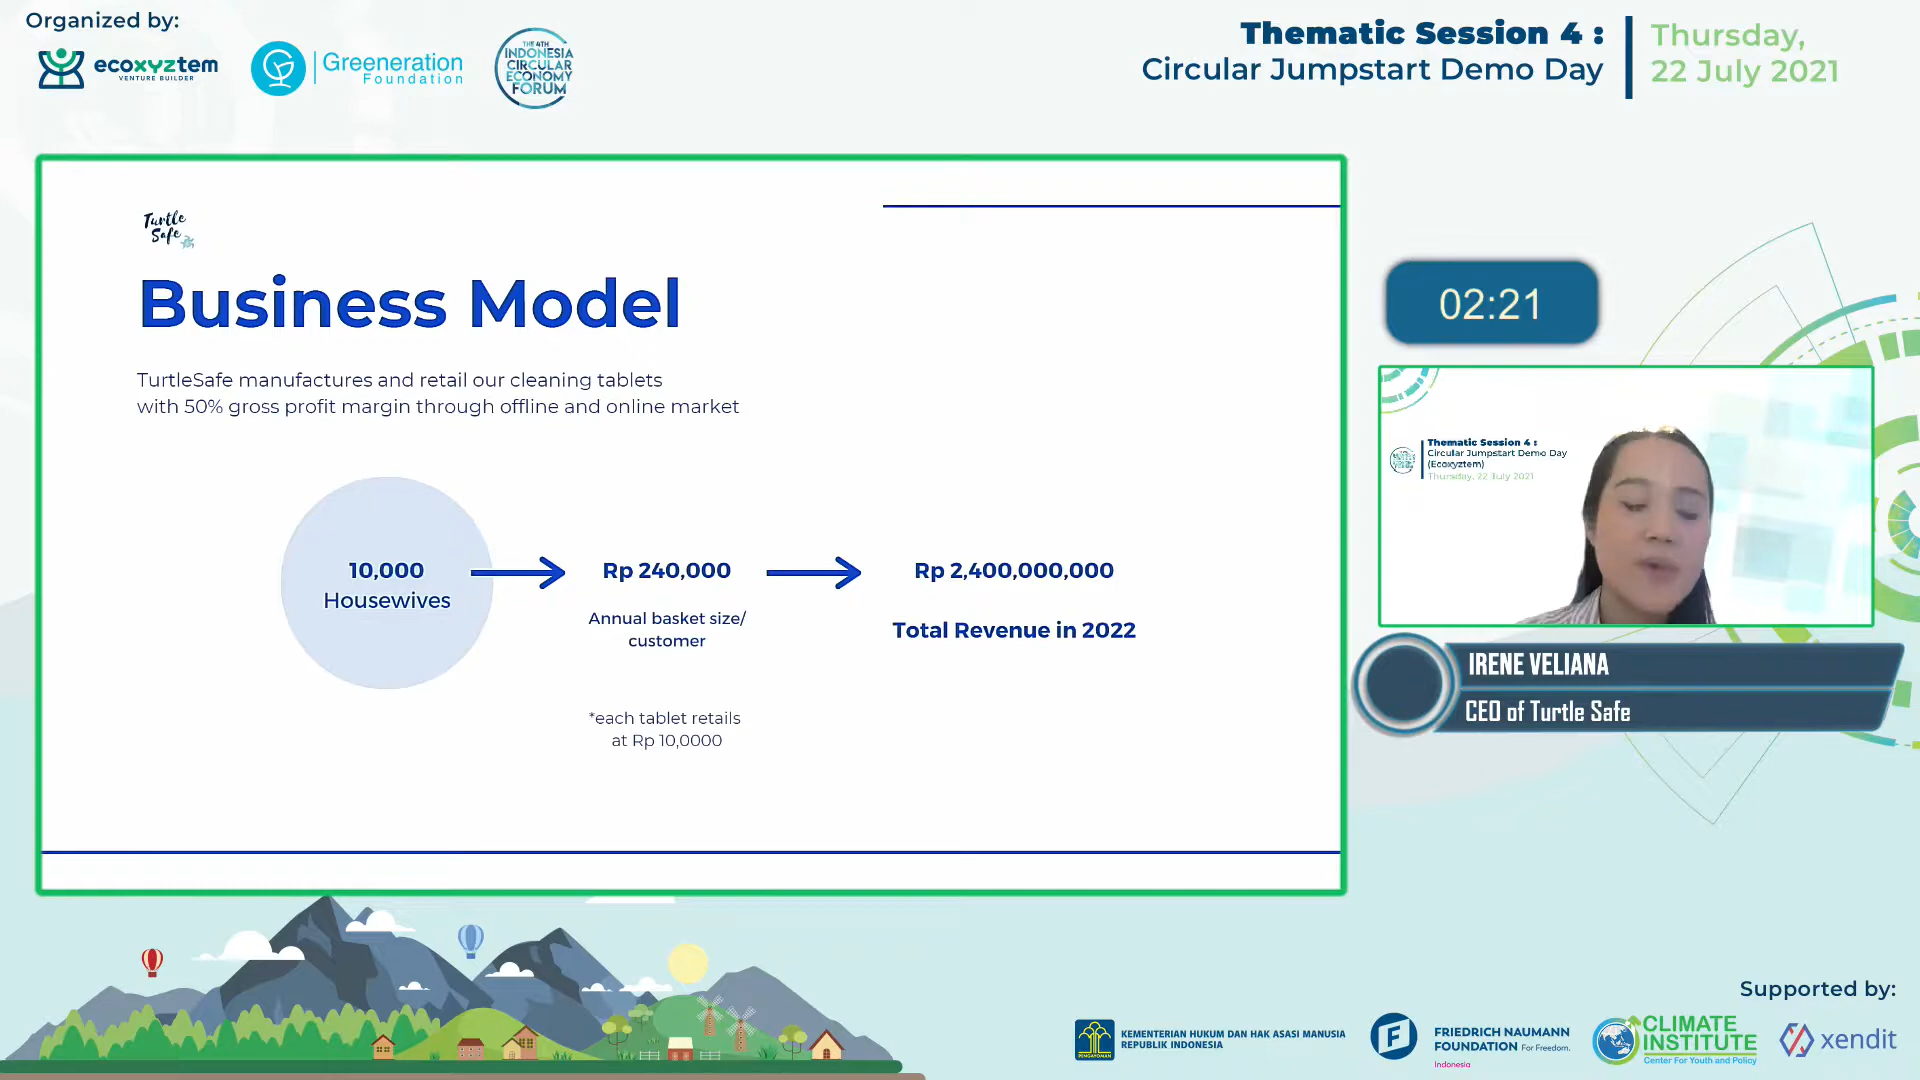 Organized by:
ecoxyztem
VENTURE BUILDER
Greeneration
Foundation
THE 4TH
INDONESIA
CIRCULAR
ECONOMY
FORUM
Thematic Session 4 :
Circular Jumpstart Demo Day
Thursday,
22 July 2021
Turtle
Safe
Business Model
TurtleSafe manufactures and retail our cleaning tablets
with 50% gross profit margin through offline and online market
10,000
Housewives
Rp 240,000
Annual basket size/
customer
*each tablet retails
at Rp 10,0000
Rp 2,400,000,000
Total Revenue in 2022
02:21
Thematic Session 4 :
Circular Jumpstart Demo Day
(Ecoxyztem)
Thursday, 22 July 2021
IRENE VELIANA
CEO of Turtle Safe
Supported by:
PENGAYOMAN
KEMENTERIAN HUKUM DAN HAK ASASI MANUSIA
REPUBLIK INDONESIA
F
FRIEDRICH NAUMANN
FOUNDATION For Freedom.
Indonesia
CLIMATE
INSTITUTE
Center For Youth and Policy
xendit